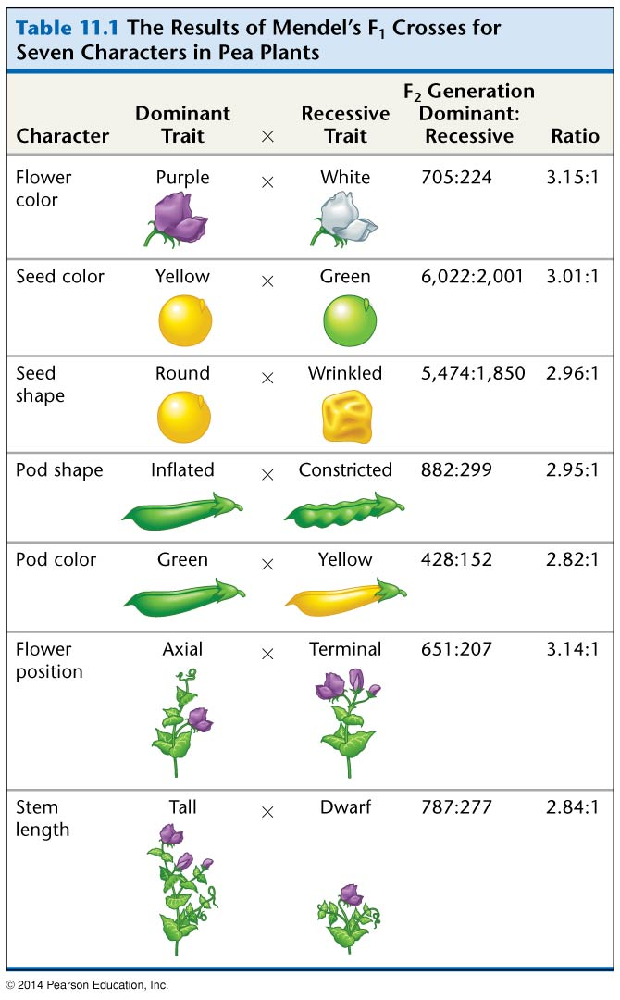 Table 11.1 The Results of Mendel's F₁ Crosses for
Seven Characters in Pea Plants
Character
Dominant
Trait
×
Recessive
Trait
F₂ Generation
Dominant:
Recessive
Ratio
Flower
color
Purple × White 705:224 3.15:1
Seed color Yellow × Green 6,022:2,001 3.01:1
Seed
shape
Round × Wrinkled 5,474:1,850 2.96:1
Pod shape Inflated × Constricted 882:299 2.95:1
Pod color Green × Yellow 428:152 2.82:1
Flower
position
Axial × Terminal 651:207 3.14:1
Stem
length
Tall × Dwarf 787:277 2.84:1
© 2014 Pearson Education, Inc.